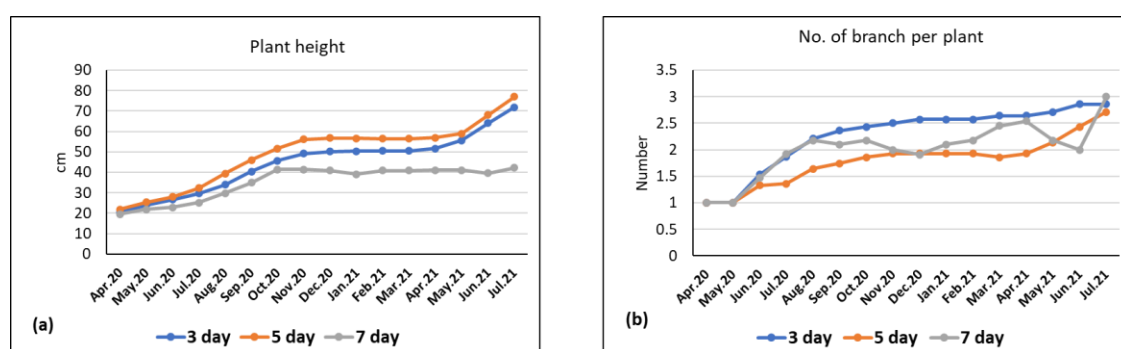 Plant height
90
80
70
60
50
40
30
20
10
0
cm
Apr.20
May.20
Jun.20
Jul.20
Aug.20
Sep.20
Oct.20
Nov.20
Dec.20
Jan.21
Feb.21
Mar.21
Apr.21
May.21
Jun.21
Jul.21
(a)
3 day 5 day 7 day
No. of branch per plant
3.5
3
2.5
2
1.5
1
0.5
0
Number
Apr.20
May.20
Jun.20
Jul.20
Aug.20
Sep.20
Oct.20
Nov.20
Dec.20
Jan.21
Feb.21
Mar.21
Apr.21
May.21
Jun.21
Jul.21
(b)
3 day 5 day 7 day